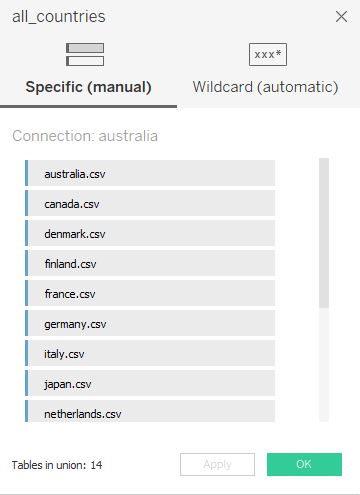 all_countries
xxx*
Specific (manual)
Wildcard (automatic)
Connection: australia
australia.csv
canada.csv
denmark.csv
finland.csv
france.csv
germany.csv
italy.csv
japan.csv
netherlands.csv
Tables in union: 14
Apply
OK